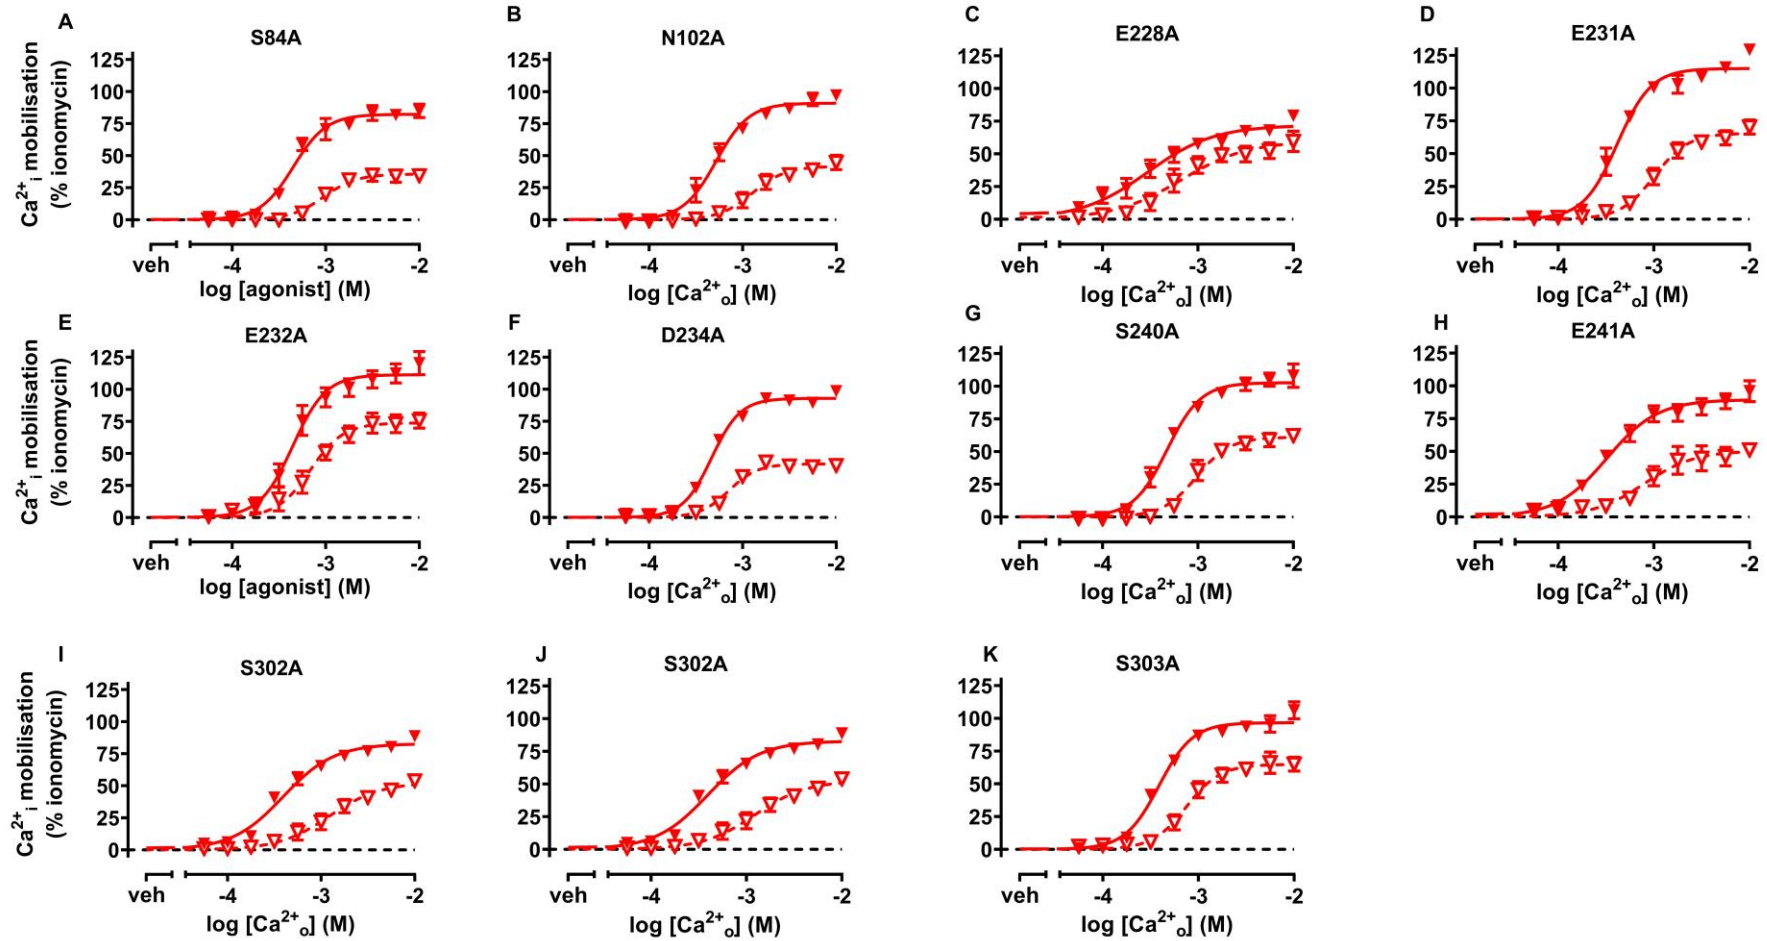 A
S84A
Ca²⁺ᵢ mobilisation
(% ionomycin)
125
100
75
50
25
0
veh
-4
-3
-2
log [agonist] (M)
B
N102A
125
100
75
50
25
0
veh
-4
-3
-2
log [Ca²⁺ₒ] (M)
C
E228A
125
100
75
50
25
0
veh
-4
-3
-2
log [Ca²⁺ₒ] (M)
D
E231A
125
100
75
50
25
0
veh
-4
-3
-2
log [Ca²⁺ₒ] (M)
E
E232A
Ca²⁺ᵢ mobilisation
(% ionomycin)
125
100
75
50
25
0
veh
-4
-3
-2
log [agonist] (M)
F
D234A
125
100
75
50
25
0
veh
-4
-3
-2
log [Ca²⁺ₒ] (M)
G
S240A
125
100
75
50
25
0
veh
-4
-3
-2
log [Ca²⁺ₒ] (M)
H
E241A
125
100
75
50
25
0
veh
-4
-3
-2
log [Ca²⁺ₒ] (M)
I
S302A
Ca²⁺ᵢ mobilisation
(% ionomycin)
125
100
75
50
25
0
veh
-4
-3
-2
log [Ca²⁺ₒ] (M)
J
S302A
125
100
75
50
25
0
veh
-4
-3
-2
log [Ca²⁺ₒ] (M)
K
S303A
125
100
75
50
25
0
veh
-4
-3
-2
log [Ca²⁺ₒ] (M)